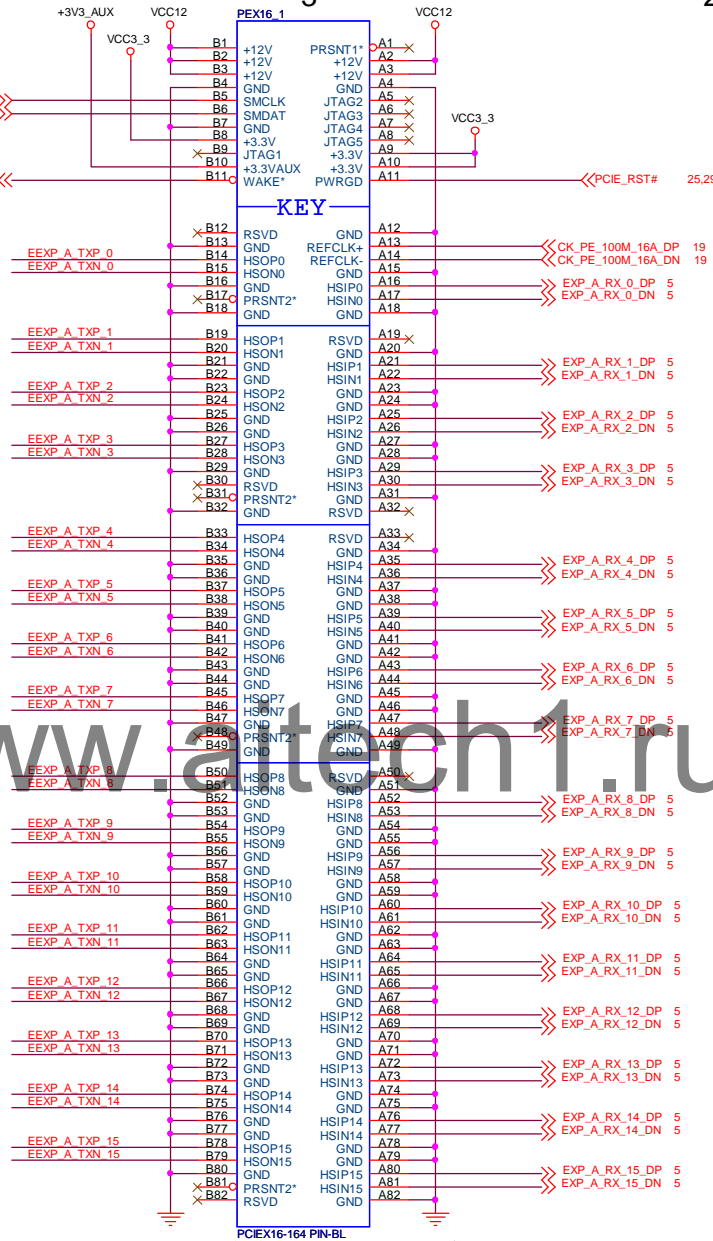 +3V3_AUX VCC12 PEX16_1 VCC12
VCC3_3
B1 +12V PRSNT1* A1
B2 +12V +12V A2
B3 +12V +12V A3
B4 GND GND A4
B5 SMCLK JTAG2 A5
B6 SMDAT JTAG3 A6
B7 GND JTAG4 A7
VCC3_3
B8 +3.3V JTAG5 A8
B9 JTAG1 +3.3V A9
B10 +3.3VAUX +3.3V A10
B11 WAKE* PWRGD A11 PCIE_RST# 25,29
KEY
B12 RSVD GND A12
B13 GND REFCLK+ A13 CK_PE_100M_16A_DP 19
EEXP_A_TXP_0 B14 HSOP0 REFCLK- A14 CK_PE_100M_16A_DN 19
EEXP_A_TXN_0 B15 HSON0 GND A15
B16 GND HSIP0 A16 EXP_A_RX_0_DP 5
B17 PRSNT2* HSIN0 A17 EXP_A_RX_0_DN 5
B18 GND GND A18
EEXP_A_TXP_1 B19 HSOP1 RSVD A19
EEXP_A_TXN_1 B20 HSON1 GND A20
B21 GND HSIP1 A21 EXP_A_RX_1_DP 5
B22 GND HSIN1 A22 EXP_A_RX_1_DN 5
EEXP_A_TXP_2 B23 HSOP2 GND A23
EEXP_A_TXN_2 B24 HSON2 GND A24
B25 GND HSIP2 A25 EXP_A_RX_2_DP 5
B26 GND HSIN2 A26 EXP_A_RX_2_DN 5
EEXP_A_TXP_3 B27 HSOP3 GND A27
EEXP_A_TXN_3 B28 HSON3 GND A28
B29 GND HSIP3 A29 EXP_A_RX_3_DP 5
B30 RSVD HSIN3 A30 EXP_A_RX_3_DN 5
B31 PRSNT2* GND A31
B32 GND RSVD A32
EEXP_A_TXP_4 B33 HSOP4 RSVD A33
EEXP_A_TXN_4 B34 HSON4 GND A34
B35 GND HSIP4 A35 EXP_A_RX_4_DP 5
B36 GND HSIN4 A36 EXP_A_RX_4_DN 5
EEXP_A_TXP_5 B37 HSOP5 GND A37
EEXP_A_TXN_5 B38 HSON5 GND A38
B39 GND HSIP5 A39 EXP_A_RX_5_DP 5
B40 GND HSIN5 A40 EXP_A_RX_5_DN 5
EEXP_A_TXP_6 B41 HSOP6 GND A41
EEXP_A_TXN_6 B42 HSON6 GND A42
B43 GND HSIP6 A43 EXP_A_RX_6_DP 5
B44 GND HSIN6 A44 EXP_A_RX_6_DN 5
EEXP_A_TXP_7 B45 HSOP7 GND A45
EEXP_A_TXN_7 B46 HSON7 GND A46
B47 GND HSIP7 A47 EXP_A_RX_7_DP 5
B48 PRSNT2* HSIN7 A48 EXP_A_RX_7_DN 5
B49 GND GND A49
ww.aitech1.ru
EEXP_A_TXP_8 B50 HSOP8 RSVD A50
EEXP_A_TXN_8 B51 HSON8 GND A51
B52 GND HSIP8 A52 EXP_A_RX_8_DP 5
B53 GND HSIN8 A53 EXP_A_RX_8_DN 5
EEXP_A_TXP_9 B54 HSOP9 GND A54
EEXP_A_TXN_9 B55 HSON9 GND A55
B56 GND HSIP9 A56 EXP_A_RX_9_DP 5
B57 GND HSIN9 A57 EXP_A_RX_9_DN 5
EEXP_A_TXP_10 B58 HSOP10 GND A58
EEXP_A_TXN_10 B59 HSON10 GND A59
B60 GND HSIP10 A60 EXP_A_RX_10_DP 5
B61 GND HSIN10 A61 EXP_A_RX_10_DN 5
EEXP_A_TXP_11 B62 HSOP11 GND A62
EEXP_A_TXN_11 B63 HSON11 GND A63
B64 GND HSIP11 A64 EXP_A_RX_11_DP 5
B65 GND HSIN11 A65 EXP_A_RX_11_DN 5
EEXP_A_TXP_12 B66 HSOP12 GND A66
EEXP_A_TXN_12 B67 HSON12 GND A67
B68 GND HSIP12 A68 EXP_A_RX_12_DP 5
B69 GND HSIN12 A69 EXP_A_RX_12_DN 5
EEXP_A_TXP_13 B70 HSOP13 GND A70
EEXP_A_TXN_13 B71 HSON13 GND A71
B72 GND HSIP13 A72 EXP_A_RX_13_DP 5
B73 GND HSIN13 A73 EXP_A_RX_13_DN 5
EEXP_A_TXP_14 B74 HSOP14 GND A74
EEXP_A_TXN_14 B75 HSON14 GND A75
B76 GND HSIP14 A76 EXP_A_RX_14_DP 5
B77 GND HSIN14 A77 EXP_A_RX_14_DN 5
EEXP_A_TXP_15 B78 HSOP15 GND A78
EEXP_A_TXN_15 B79 HSON15 GND A79
B80 GND HSIP15 A80 EXP_A_RX_15_DP 5
B81 PRSNT2* HSIN15 A81 EXP_A_RX_15_DN 5
B82 RSVD GND A82
PCIEX16-164 PIN-BL